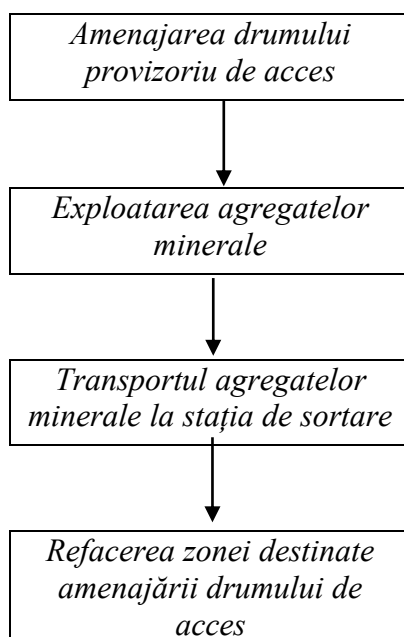 Amenajarea drumului
provizoriu de acces
Exploatarea agregatelor
minerale
Transportul agregatelor
minerale la stația de sortare
Refacerea zonei destinate
amenajării drumului de
acces